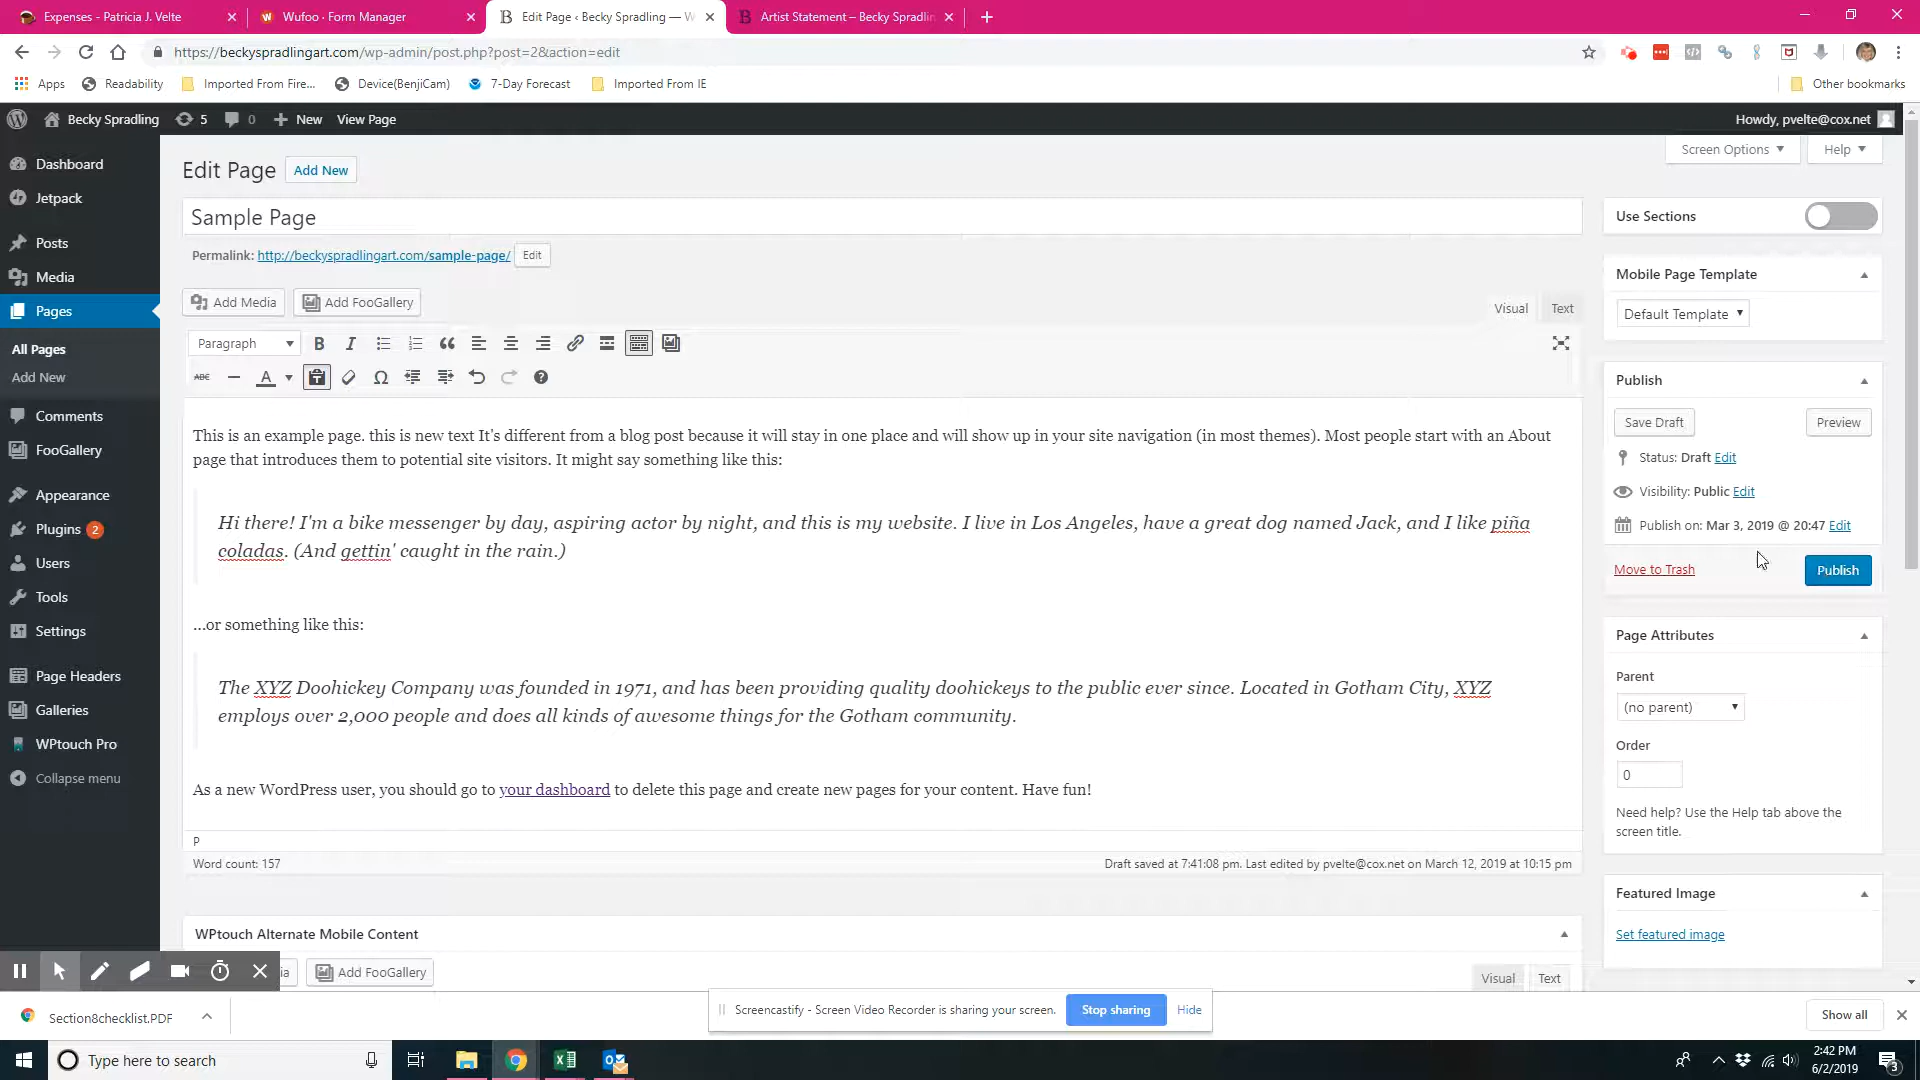 Expenses - Patricia J. Velte
Wufoo · Form Manager
Edit Page ‹ Becky Spradling — W
Artist Statement – Becky Spradlin
https://beckyspradlingart.com/wp-admin/post.php?post=2&action=edit
Apps
Readability
Imported From Fire...
Device(BenjiCam)
7-Day Forecast
Imported From IE
Other bookmarks
Becky Spradling
5
0
New
View Page
Howdy, pvelte@cox.net
Dashboard
Jetpack
Posts
Media
Pages
All Pages
Add New
Comments
FooGallery
Appearance
Plugins 2
Users
Tools
Settings
Page Headers
Galleries
WPtouch Pro
Collapse menu
Screen Options
Help
Edit Page
Add New
Sample Page
Permalink: http://beckyspradlingart.com/sample-page/ Edit
Add Media
Add FooGallery
Visual
Text
Paragraph
ABC
This is an example page. this is new text It's different from a blog post because it will stay in one place and will show up in your site navigation (in most themes). Most people start with an About
page that introduces them to potential site visitors. It might say something like this:
Hi there! I'm a bike messenger by day, aspiring actor by night, and this is my website. I live in Los Angeles, have a great dog named Jack, and I like piña
coladas. (And gettin' caught in the rain.)
...or something like this:
The XYZ Doohickey Company was founded in 1971, and has been providing quality doohickeys to the public ever since. Located in Gotham City, XYZ
employs over 2,000 people and does all kinds of awesome things for the Gotham community.
As a new WordPress user, you should go to your dashboard to delete this page and create new pages for your content. Have fun!
P
Word count: 157
Draft saved at 7:41:08 pm. Last edited by pvelte@cox.net on March 12, 2019 at 10:15 pm
WPtouch Alternate Mobile Content
ia
Add FooGallery
Visual
Text
Use Sections
Mobile Page Template
Default Template
Publish
Save Draft
Preview
Status: Draft Edit
Visibility: Public Edit
Publish on: Mar 3, 2019 @ 20:47 Edit
Move to Trash
Publish
Page Attributes
Parent
(no parent)
Order
0
Need help? Use the Help tab above the
screen title.
Featured Image
Set featured image
Screencastify - Screen Video Recorder is sharing your screen.
Stop sharing
Hide
Section8checklist.PDF
Show all
Type here to search
2:42 PM
6/2/2019
3